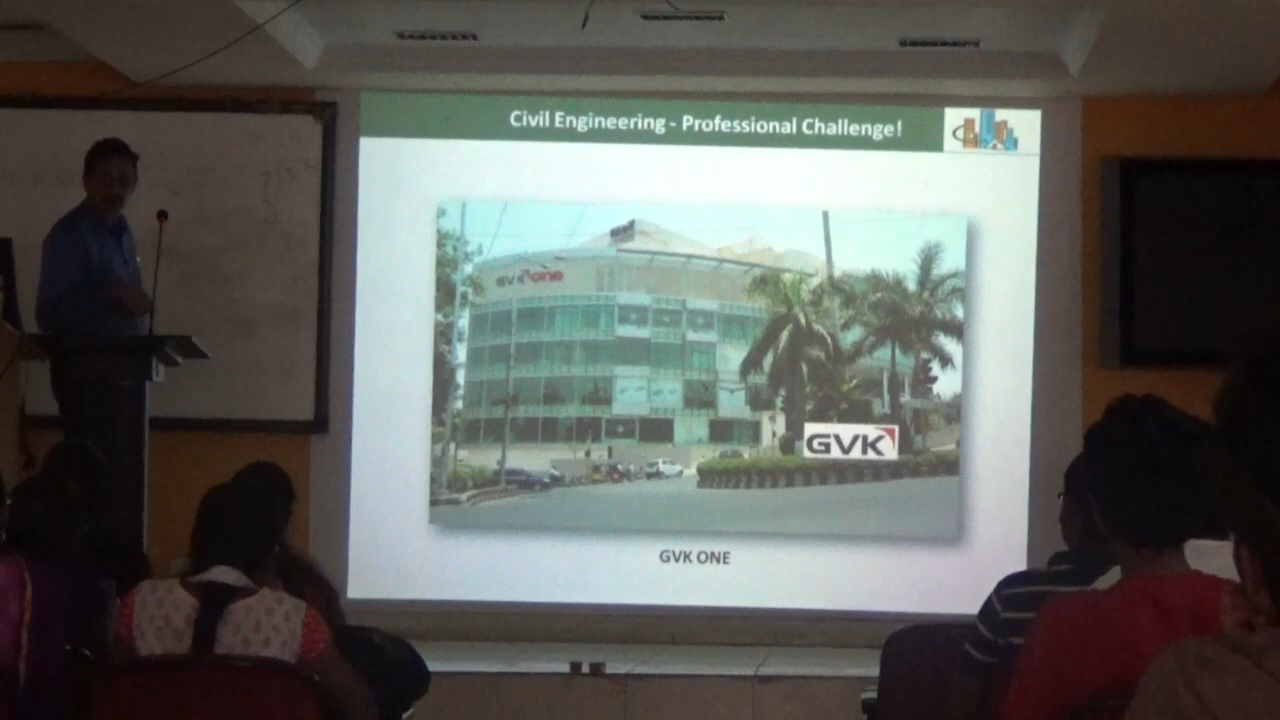 Civil Engineering - Professional Challenge!
GVK one
GVK
GVK ONE